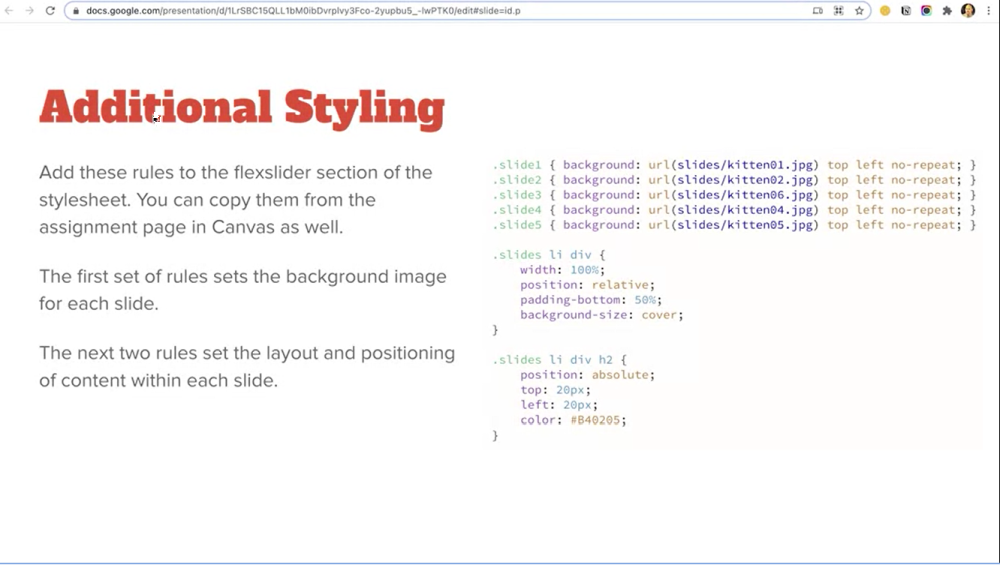 docs.google.com/presentation/d/1LrSBC15QLL1bM0ibDvrplvy3Fco-2yupbu5_-lwPTK0/edit#slide=id.p
Additional Styling
Add these rules to the flexslider section of the
stylesheet. You can copy them from the
assignment page in Canvas as well.
The first set of rules sets the background image
for each slide.
The next two rules set the layout and positioning
of content within each slide.
.slide1 { background: url(slides/kitten01.jpg) top left no-repeat; }
.slide2 { background: url(slides/kitten02.jpg) top left no-repeat; }
.slide3 { background: url(slides/kitten06.jpg) top left no-repeat; }
.slide4 { background: url(slides/kitten04.jpg) top left no-repeat; }
.slide5 { background: url(slides/kitten05.jpg) top left no-repeat; }
.slides li div {
width: 100%;
position: relative;
padding-bottom: 50%;
background-size: cover;
}
.slides li div h2 {
position: absolute;
top: 20px;
left: 20px;
color: #B40205;
}